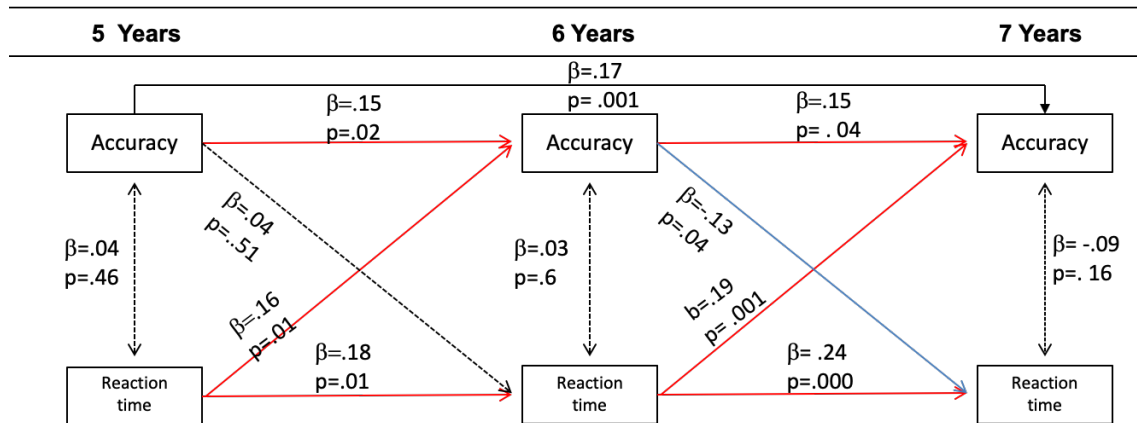 5 Years
6 Years
7 Years
β=.17
p= .001
β=.15
p=.02
β=.15
p= . 04
Accuracy
Accuracy
Accuracy
β=.04
p=..51
β=-.13
p=.04
β=.04
p=.46
β=.03
p=.6
β= -.09
p=. 16
β=.16
p=.01
b=.19
p= .001
β=.18
p=.01
β= .24
p=.000
Reaction
time
Reaction
time
Reaction
time